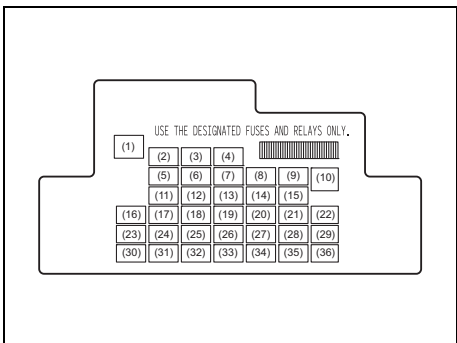 USE THE DESIGNATED FUSES AND RELAYS ONLY.
(1)
(2) (3) (4)
(5) (6) (7) (8) (9) (10)
(11) (12) (13) (14) (15)
(16) (17) (18) (19) (20) (21) (22)
(23) (24) (25) (26) (27) (28) (29)
(30) (31) (32) (33) (34) (35) (36)